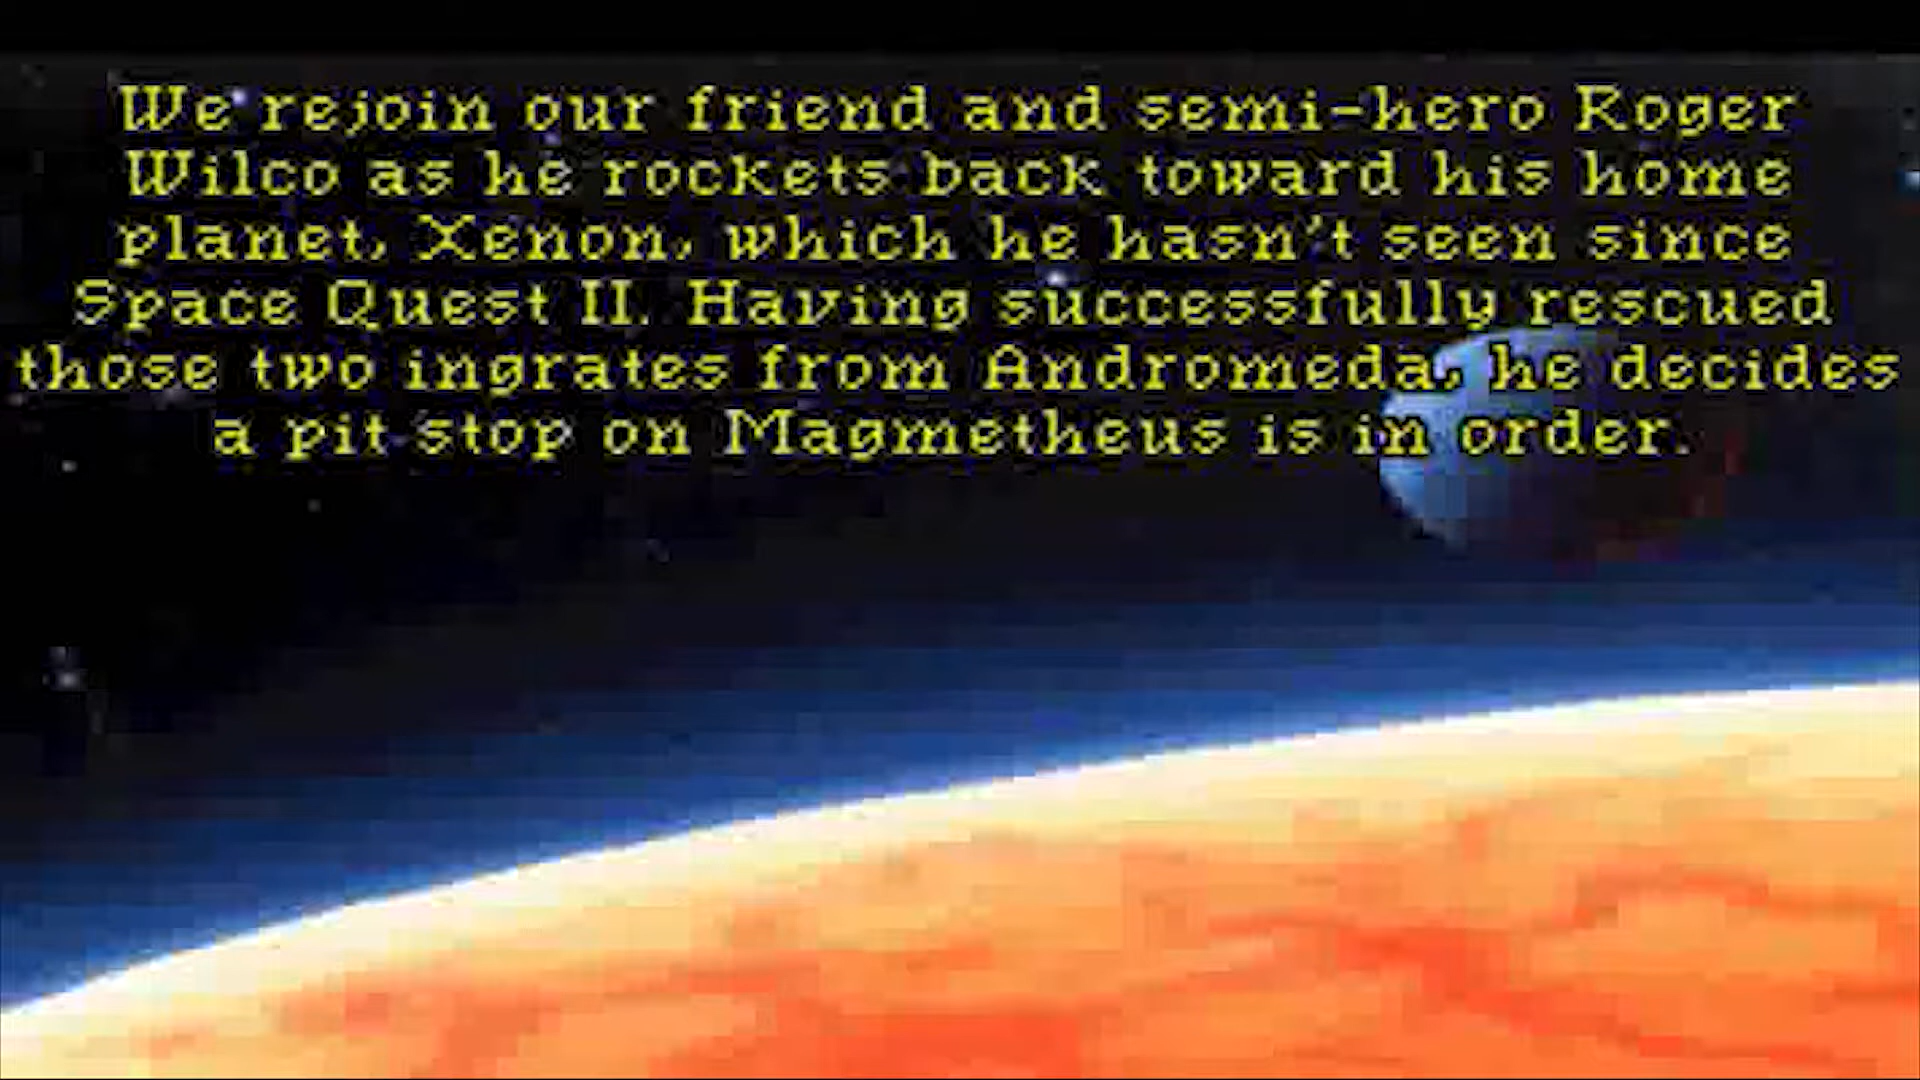 We rejoin our friend and semi-hero Roger
Wilco as he rockets back toward his home
planet, Xenon, which he hasn't seen since
Space Quest II. Having successfully rescued
those two ingrates from Andromeda, he decides
a pit stop on Magmetheus is in order.